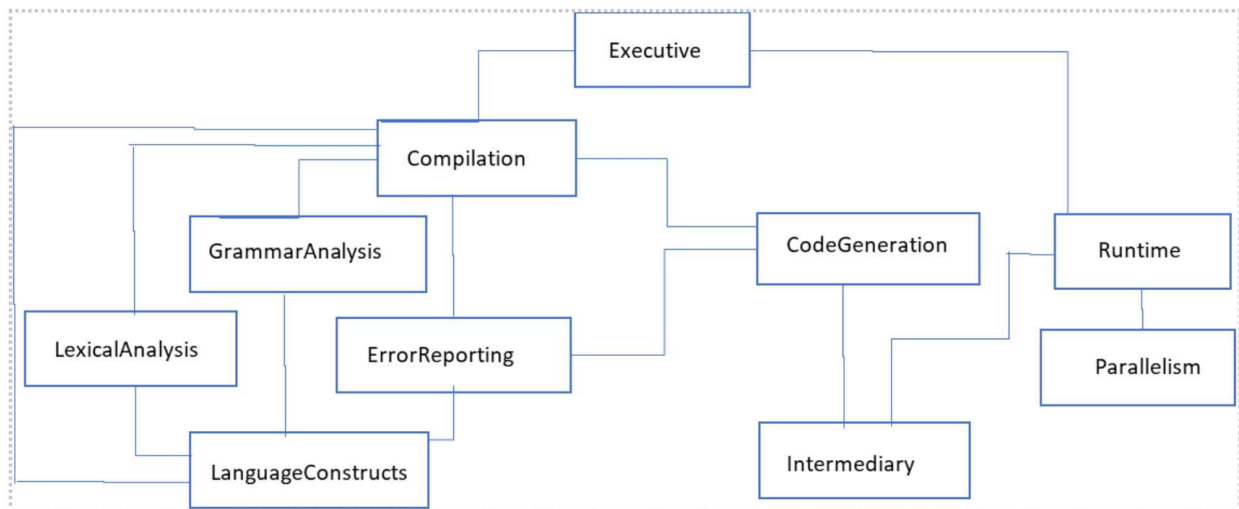 Executive
Compilation
GrammarAnalysis
CodeGeneration
Runtime
LexicalAnalysis
ErrorReporting
Parallelism
LanguageConstructs
Intermediary